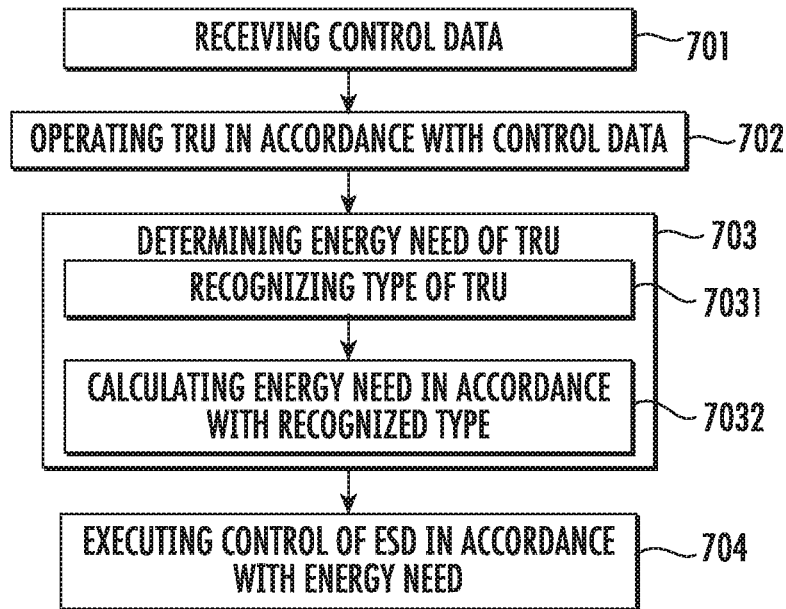 RECEIVING CONTROL DATA
701
OPERATING TRU IN ACCORDANCE WITH CONTROL DATA
702
DETERMINING ENERGY NEED OF TRU
703
RECOGNIZING TYPE OF TRU
7031
CALCULATING ENERGY NEED IN ACCORDANCE
WITH RECOGNIZED TYPE
7032
EXECUTING CONTROL OF ESD IN ACCORDANCE
WITH ENERGY NEED
704